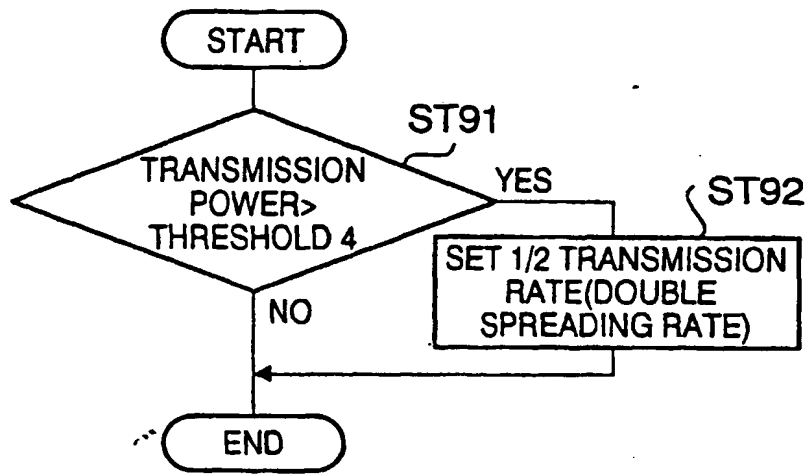 START
ST91
TRANSMISSION
POWER>
THRESHOLD 4
YES
ST92
SET 1/2 TRANSMISSION
RATE(DOUBLE
SPREADING RATE)
NO
END